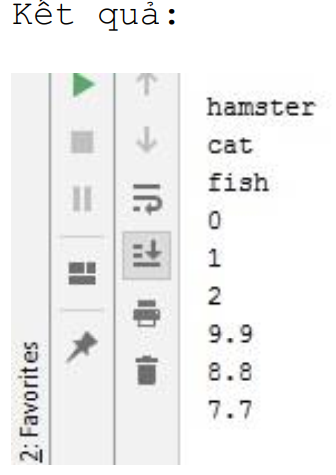 Kết quả:
hamster
cat
fish
0
1
2
9.9
8.8
7.7
2: Favorites